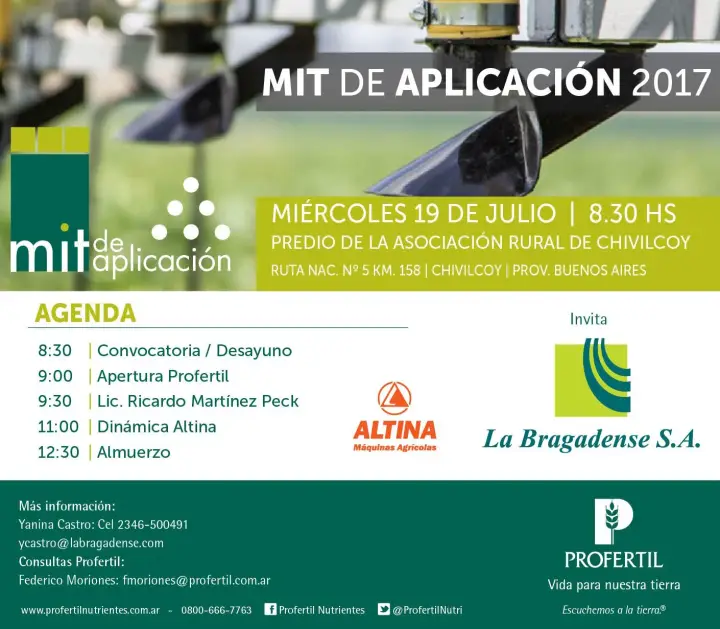 MIT DE APLICACIÓN 2017
mit de aplicación
MIÉRCOLES 19 DE JULIO | 8.30 HS
PREDIO DE LA ASOCIACIÓN RURAL DE CHIVILCOY
RUTA NAC. Nº 5 KM. 158 | CHIVILCOY | PROV. BUENOS AIRES
AGENDA
8:30 | Convocatoria / Desayuno
9:00 | Apertura Profertil
9:30 | Lic. Ricardo Martínez Peck
11:00 | Dinámica Altina
12:30 | Almuerzo
ALTINA
Máquinas Agrícolas
Invita
La Bragadense S.A.
Más información:
Yanina Castro: Cel 2346-500491
ycastro@labragadense.com
Consultas Profertil:
Federico Moriones: fmoriones@profertil.com.ar
www.profertilnutrientes.com.ar - 0800-666-7763 f Profertil Nutrientes @ProfertilNutri
PROFERTIL
Vida para nuestra tierra
Escuchemos a la tierra.®